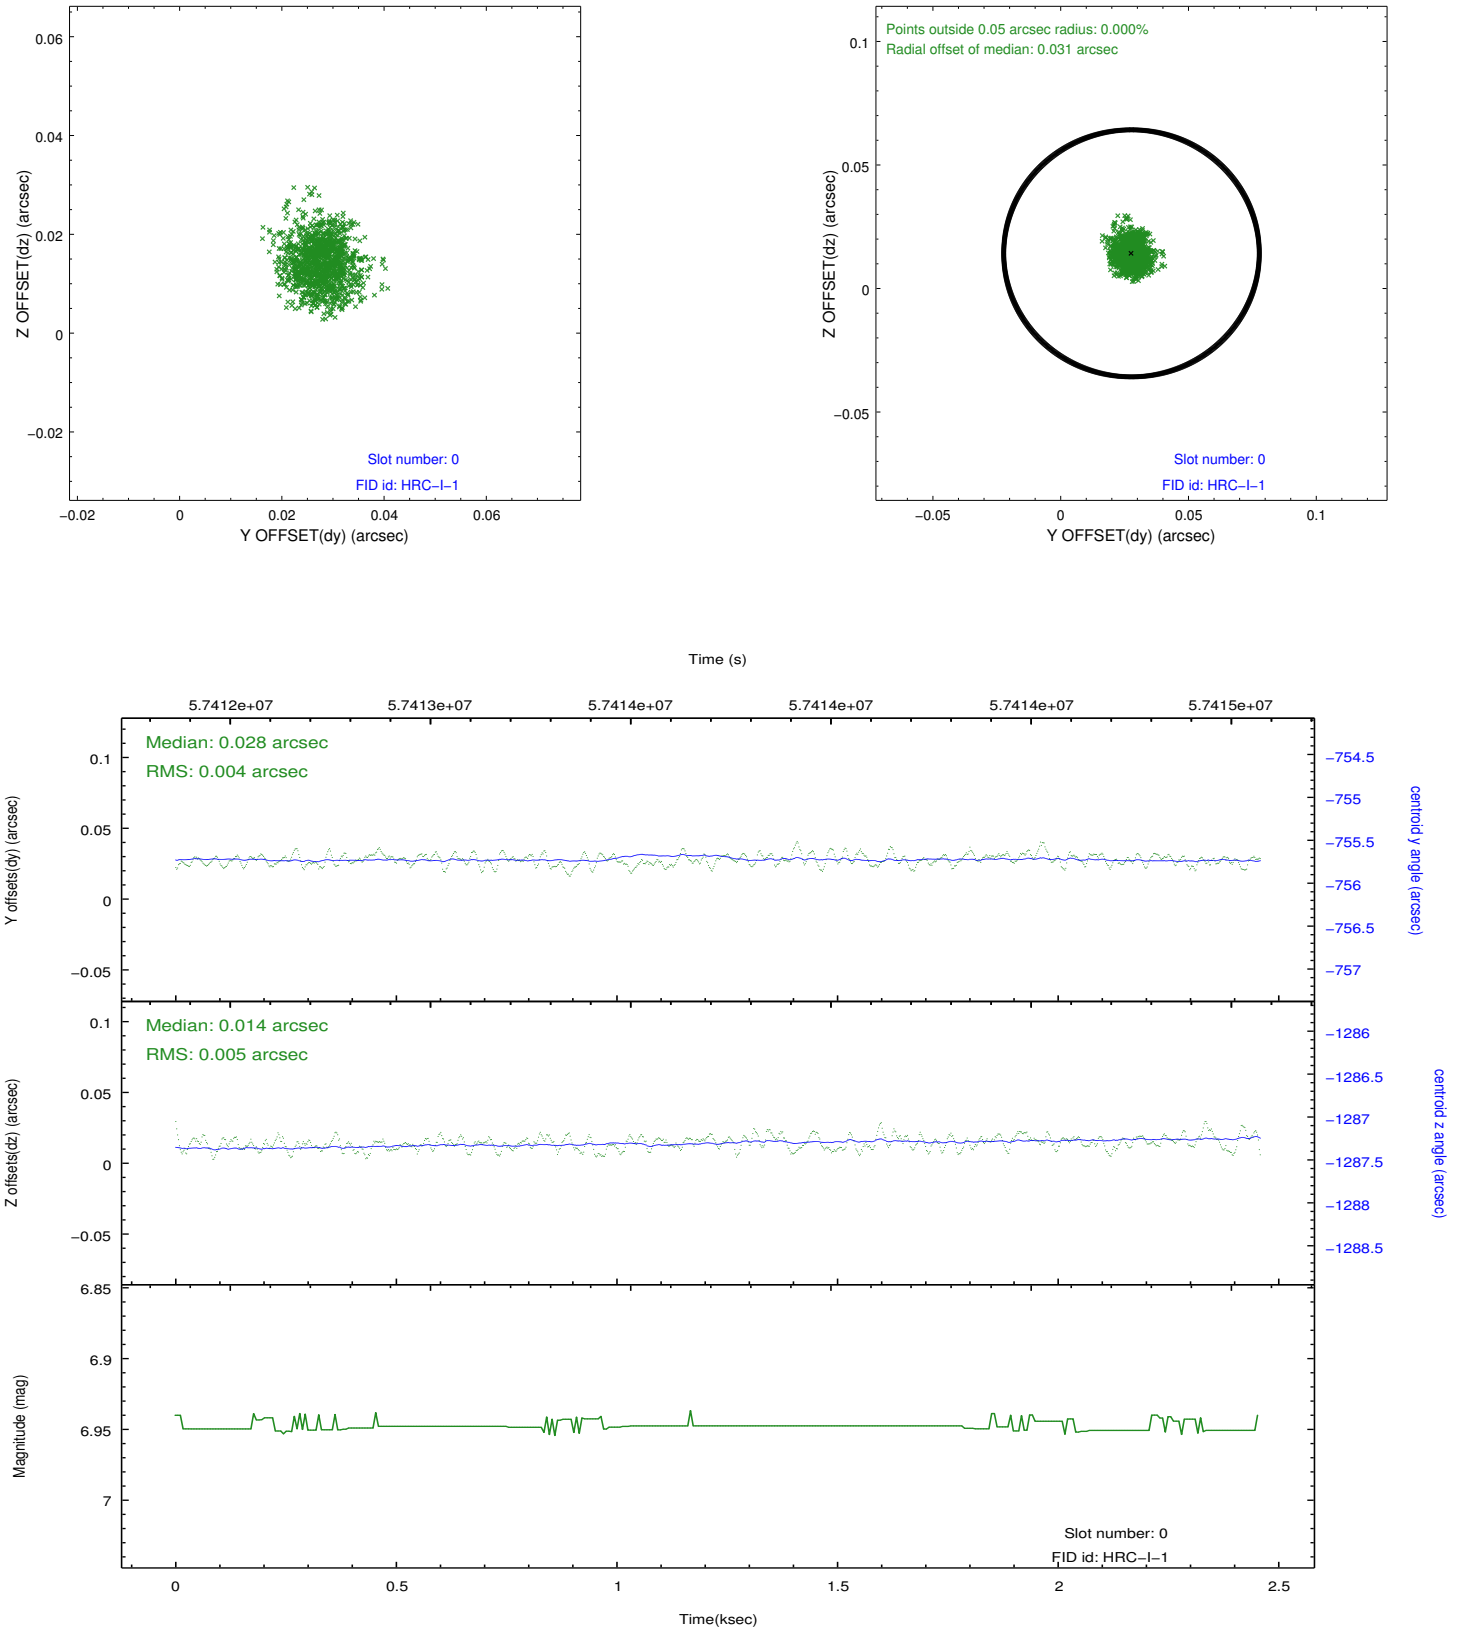 0.06
0.04
0.02
0
−0.02
Z OFFSET(dz) (arcsec)
Slot number: 0
FID id: HRC−I−1
−0.02 0 0.02 0.04 0.06
Y OFFSET(dy) (arcsec)
Points outside 0.05 arcsec radius: 0.000%
Radial offset of median: 0.031 arcsec
0.1
0.05
0
−0.05
Z OFFSET(dz) (arcsec)
Slot number: 0
FID id: HRC−I−1
−0.05 0 0.05 0.1
Y OFFSET(dy) (arcsec)
Time (s)
5.7412e+07 5.7413e+07 5.7414e+07 5.7414e+07 5.7414e+07 5.7415e+07
Median: 0.028 arcsec
RMS: 0.004 arcsec
0.1
0.05
0
−0.05
Y offsets(dy) (arcsec)
−754.5
−755
−755.5
−756
−756.5
−757
centroid y angle (arcsec)
Median: 0.014 arcsec
RMS: 0.005 arcsec
0.1
0.05
0
−0.05
Z offsets(dz) (arcsec)
−1286
−1286.5
−1287
−1287.5
−1288
−1288.5
centroid z angle (arcsec)
6.85
6.9
6.95
7
Magnitude (mag)
Slot number: 0
FID id: HRC−I−1
0 0.5 1 1.5 2 2.5
Time(ksec)